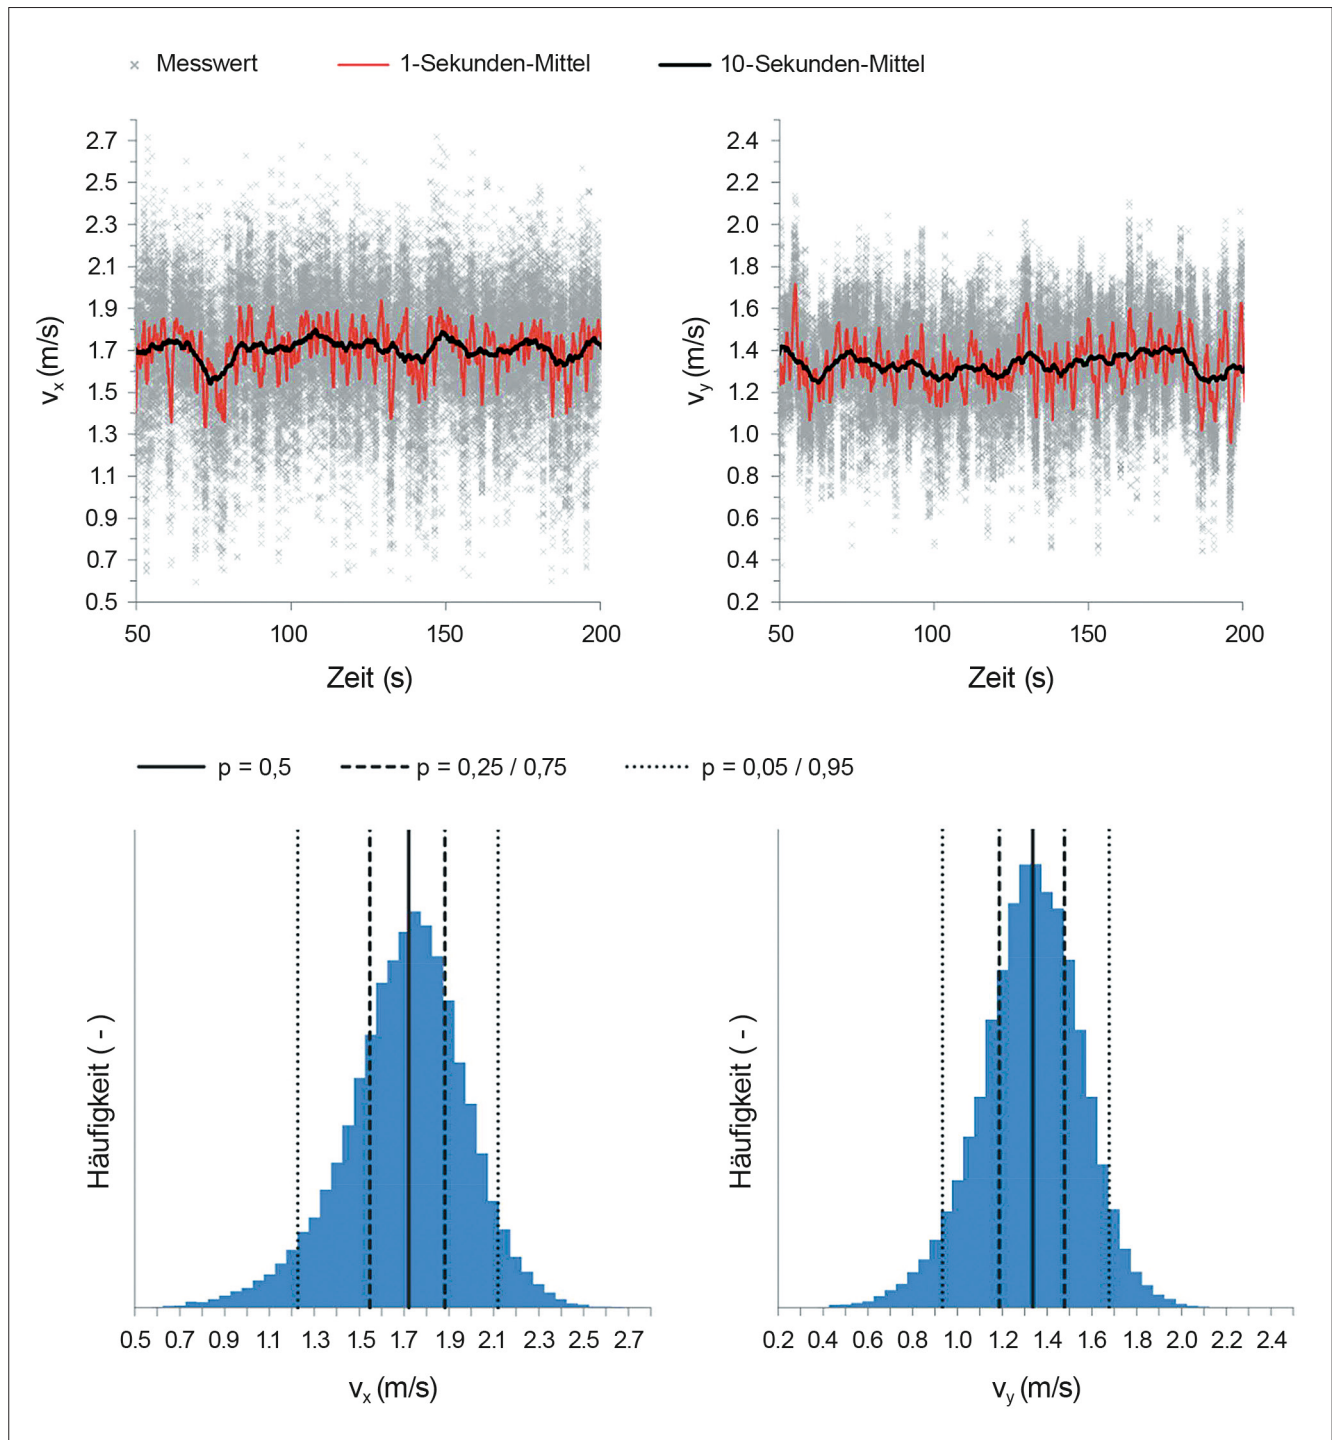 × Messwert 1-Sekunden-Mittel 10-Sekunden-Mittel
2.7
2.5
2.3
2.1
1.9
1.7
1.5
1.3
1.1
0.9
0.7
0.5
vx (m/s)
50 100 150 200
Zeit (s)
2.4
2.2
2.0
1.8
1.6
1.4
1.2
1.0
0.8
0.6
0.4
0.2
vy (m/s)
50 100 150 200
Zeit (s)
p = 0,5 p = 0,25 / 0,75 p = 0,05 / 0,95
Häufigkeit ( - )
0.5 0.7 0.9 1.1 1.3 1.5 1.7 1.9 2.1 2.3 2.5 2.7
vx (m/s)
Häufigkeit ( - )
0.2 0.4 0.6 0.8 1.0 1.2 1.4 1.6 1.8 2.0 2.2 2.4
vy (m/s)